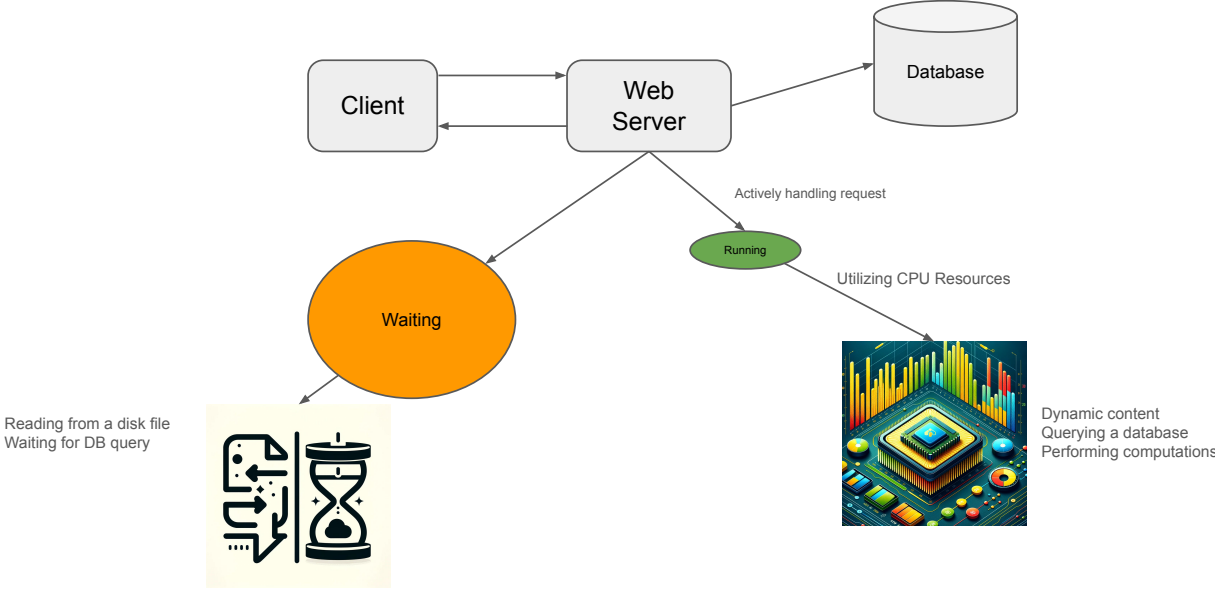 Database
Client
Web
Server
Actively handling request
Running
Utilizing CPU Resources
Waiting
Reading from a disk file
Waiting for DB query
Dynamic content
Querying a database
Performing computations